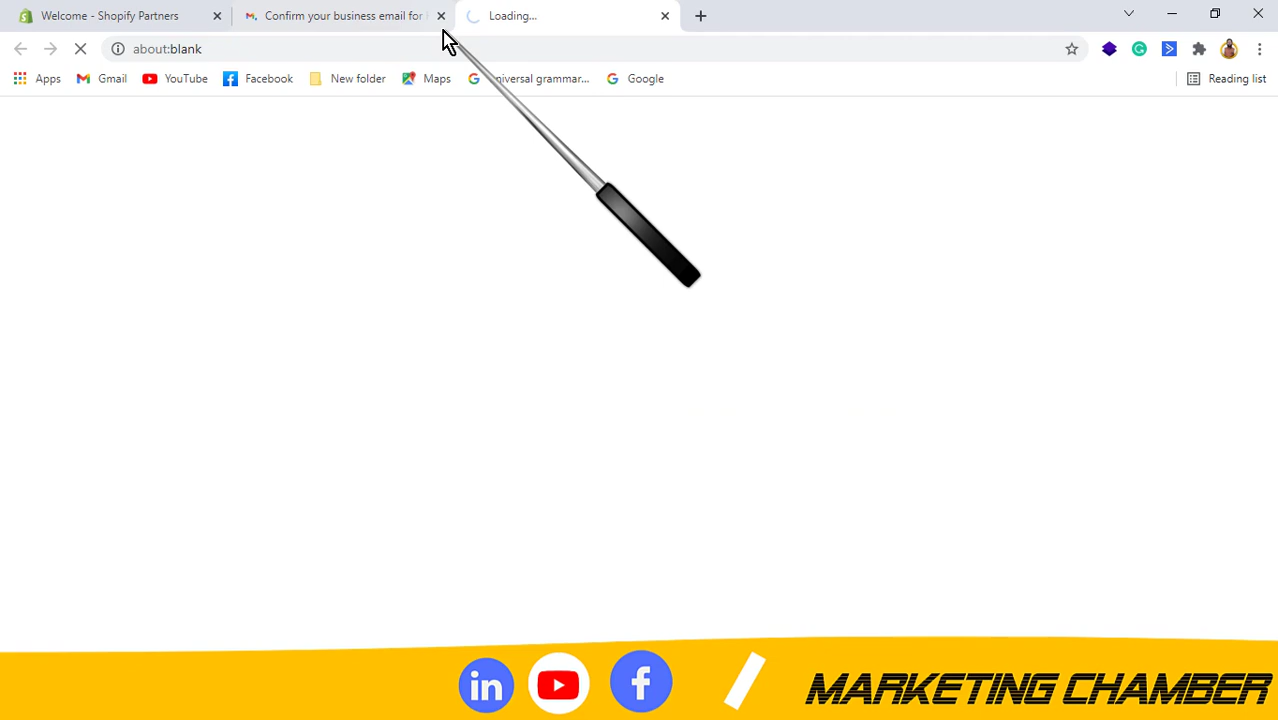 Welcome - Shopify Partners
Confirm your business email for
Loading...
about:blank
Apps
Gmail
YouTube
Facebook
New folder
Maps
niversal grammar...
Google
Reading list
in
f
MARKETING CHAMBER